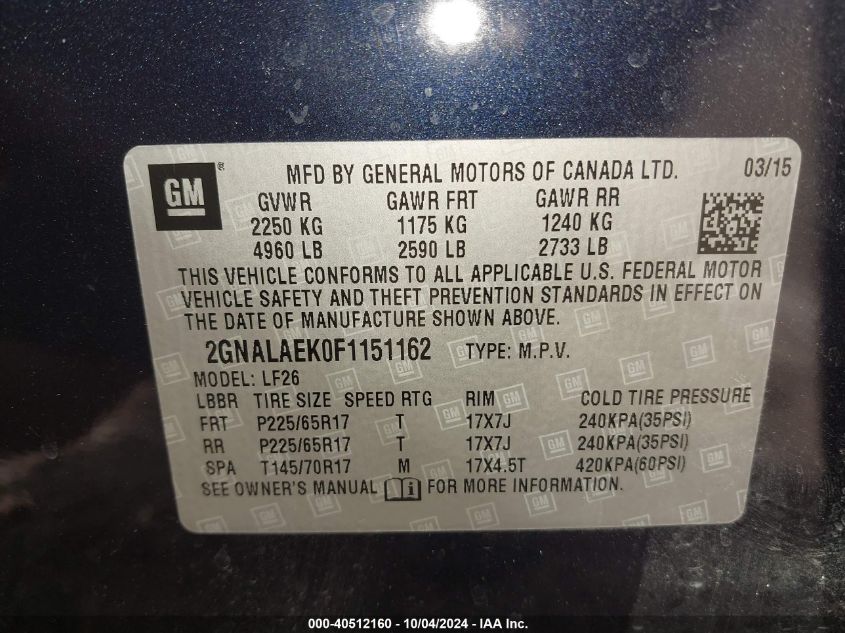 GM ® MFD BY GENERAL MOTORS OF CANADA LTD. 03/15
GVWR GAWR FRT GAWR RR
2250 KG 1175 KG 1240 KG
4960 LB 2590 LB 2733 LB
THIS VEHICLE CONFORMS TO ALL APPLICABLE U.S. FEDERAL MOTOR
VEHICLE SAFETY AND THEFT PREVENTION STANDARDS IN EFFECT ON
THE DATE OF MANUFACTURE SHOWN ABOVE.
2GNALAEK0F1151162 TYPE: M.P.V.
MODEL: LF26
LBBR TIRE SIZE SPEED RTG RIM COLD TIRE PRESSURE
FRT P225/65R17 T 17X7J 240KPA(35PSI)
RR P225/65R17 T 17X7J 240KPA(35PSI)
SPA T145/70R17 M 17X4.5T 420KPA(60PSI)
SEE OWNER'S MANUAL i FOR MORE INFORMATION.
000-40512160 - 10/04/2024 - IAA Inc.